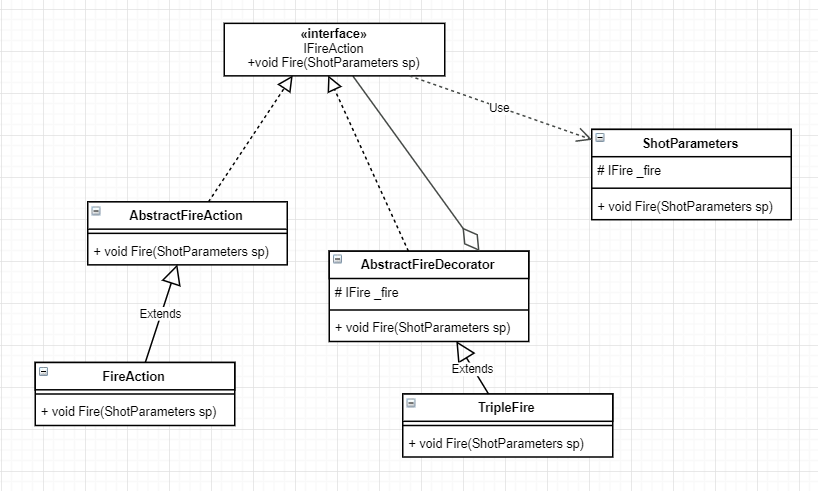 «interface»
IFireAction
+void Fire(ShotParameters sp)
Use
ShotParameters
# IFire _fire
+ void Fire(ShotParameters sp)
AbstractFireAction
+ void Fire(ShotParameters sp)
AbstractFireDecorator
# IFire _fire
+ void Fire(ShotParameters sp)
Extends
Extends
FireAction
+ void Fire(ShotParameters sp)
TripleFire
+ void Fire(ShotParameters sp)